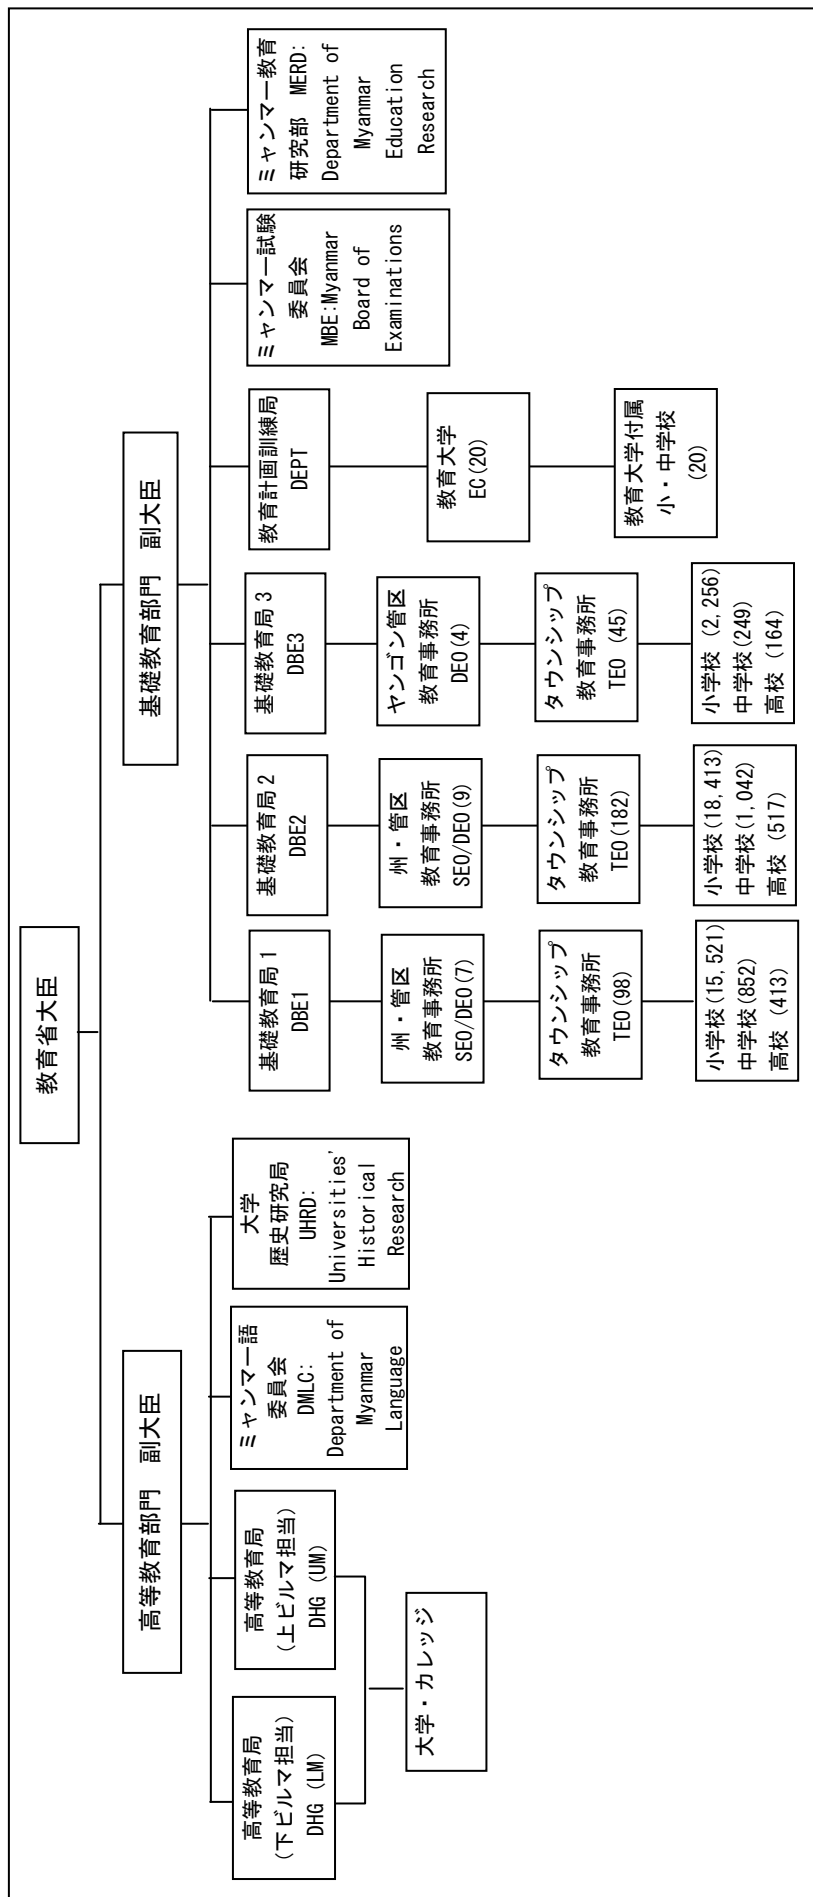 教育省大臣
高等教育部門　副大臣
基礎教育部門　副大臣
高等教育局
(下ビルマ担当)
DHG (LM)
高等教育局
(上ビルマ担当)
DHG (UM)
ミャンマー語
委員会
DMLC:
Department of
Myanmar
Language
大学
歴史研究局
UHRD:
Universities'
Historical
Research
大学・カレッジ
基礎教育局1
DBE1
基礎教育局2
DBE2
基礎教育局3
DBE3
教育計画訓練局
DEPT
ミャンマー試験
委員会
MBE:Myanmar
Board of
Examinations
ミャンマー教育
研究部　MERD:
Department of
Myanmar
Education
Research
州・管区
教育事務所
SEO/DEO(7)
州・管区
教育事務所
SEO/DEO(9)
ヤンゴン管区
教育事務所
DEO(4)
教育大学
EC(20)
タウンシップ
教育事務所
TEO(98)
タウンシップ
教育事務所
TEO(182)
タウンシップ
教育事務所
TEO (45)
教育大学付属
小・中学校
(20)
小学校(15,521)
中学校(852)
高校 (413)
小学校(18,413)
中学校(1,042)
高校 (517)
小学校 (2,256)
中学校(249)
高校 (164)